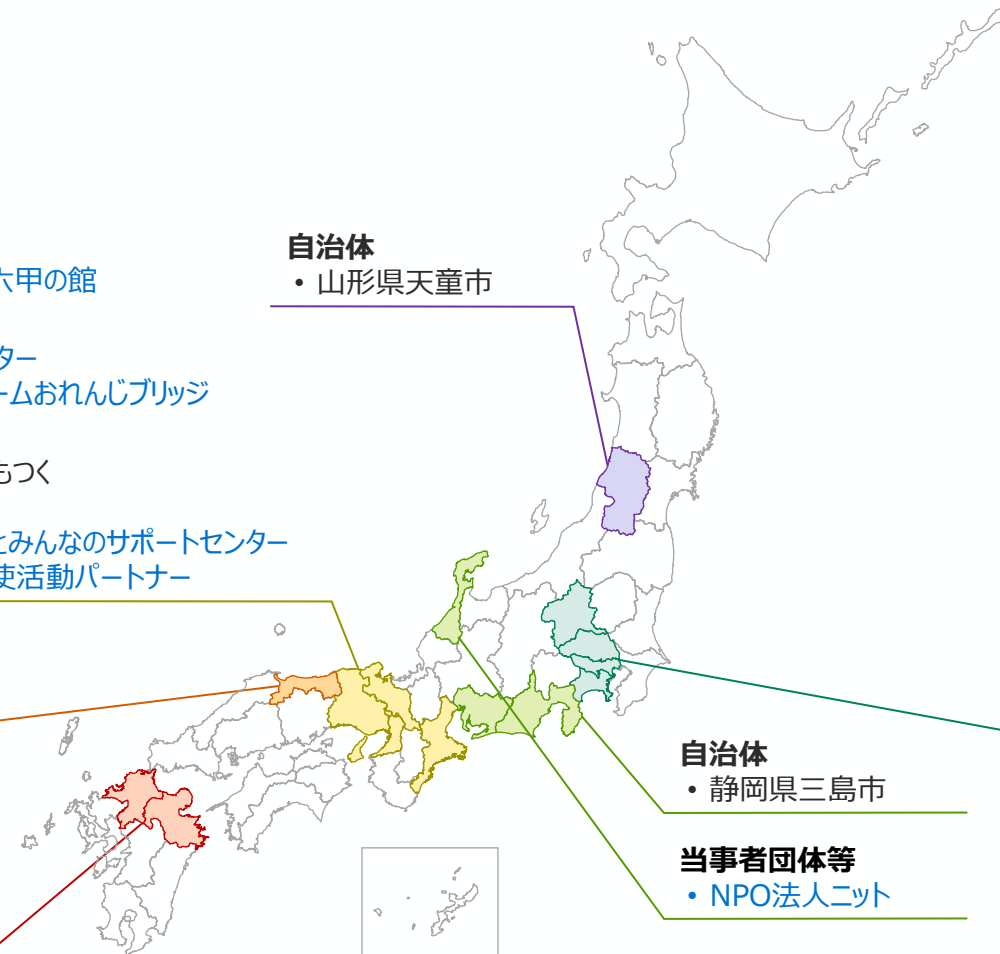 自治体
• 山形県天童市
六甲の館
ター
ームおれんじブリッジ
もつく
とみんなのサポートセンター
使活動パートナー
自治体
• 静岡県三島市
当事者団体等
• NPO法人ニット